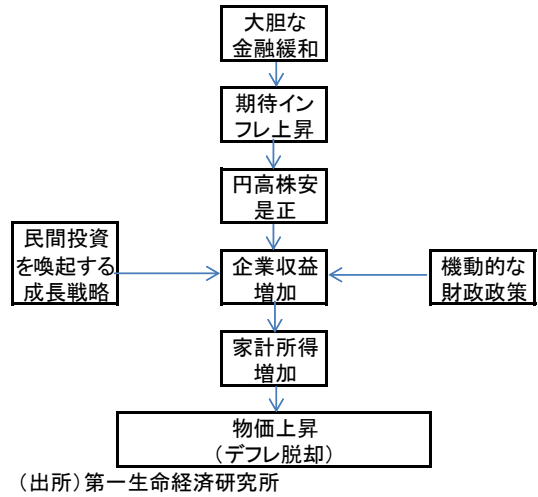 大胆な
金融緩和
期待イン
フレ上昇
円高株安
是正
民間投資
を喚起する
成長戦略
企業収益
増加
機動的な
財政政策
家計所得
増加
物価上昇
（デフレ脱却）
（出所）第一生命経済研究所